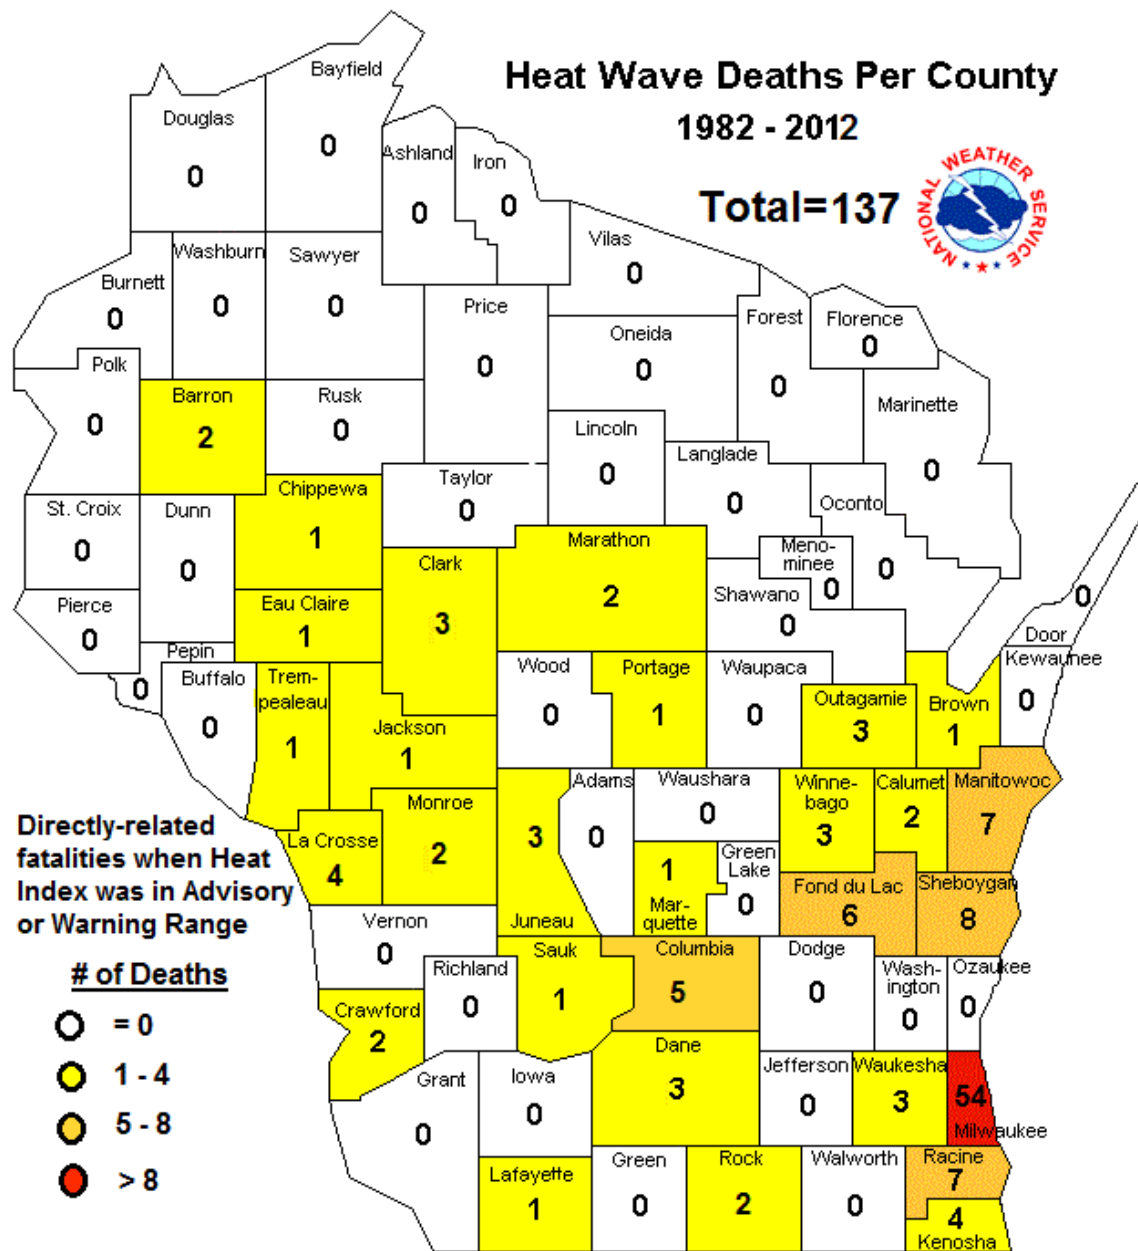 Heat Wave Deaths Per County
1982 - 2012
Total=137
NATIONAL WEATHER SERVICE
Bayfield
0
Douglas
0
Ashland
0
Iron
0
Vilas
0
Washburn
0
Sawyer
0
Burnett
0
Price
0
Oneida
0
Forest
0
Florence
0
Polk
0
Barron
2
Rusk
0
Lincoln
0
Langlade
0
Marinette
0
Taylor
0
Chippewa
1
St. Croix
0
Dunn
0
Clark
3
Marathon
2
Oconto
0
Meno-
minee
0
Shawano
0
Pierce
0
Eau Claire
1
Door
0
Pepin
0
Buffalo
0
Trem-
pealeau
1
Jackson
1
Wood
0
Portage
1
Waupaca
0
Outagamie
3
Brown
1
Kewaunee
0
Monroe
2
La Crosse
4
3
Juneau
Adams
0
Waushara
0
Winne-
bago
3
Calumet
2
Manitowoc
7
1
Mar-
quette
Green
Lake
0
Fond du Lac
6
Sheboygan
8
Vernon
0
Richland
0
Sauk
1
Columbia
5
Dodge
0
Wash-
ington
0
Ozaukee
0
Crawford
2
Grant
0
Iowa
0
Dane
3
Jefferson
0
Waukesha
3
54
Milwaukee
Lafayette
1
Green
0
Rock
2
Walworth
0
Racine
7
4
Kenosha
Directly-related
fatalities when Heat
Index was in Advisory
or Warning Range
# of Deaths
= 0
1 - 4
5 - 8
> 8